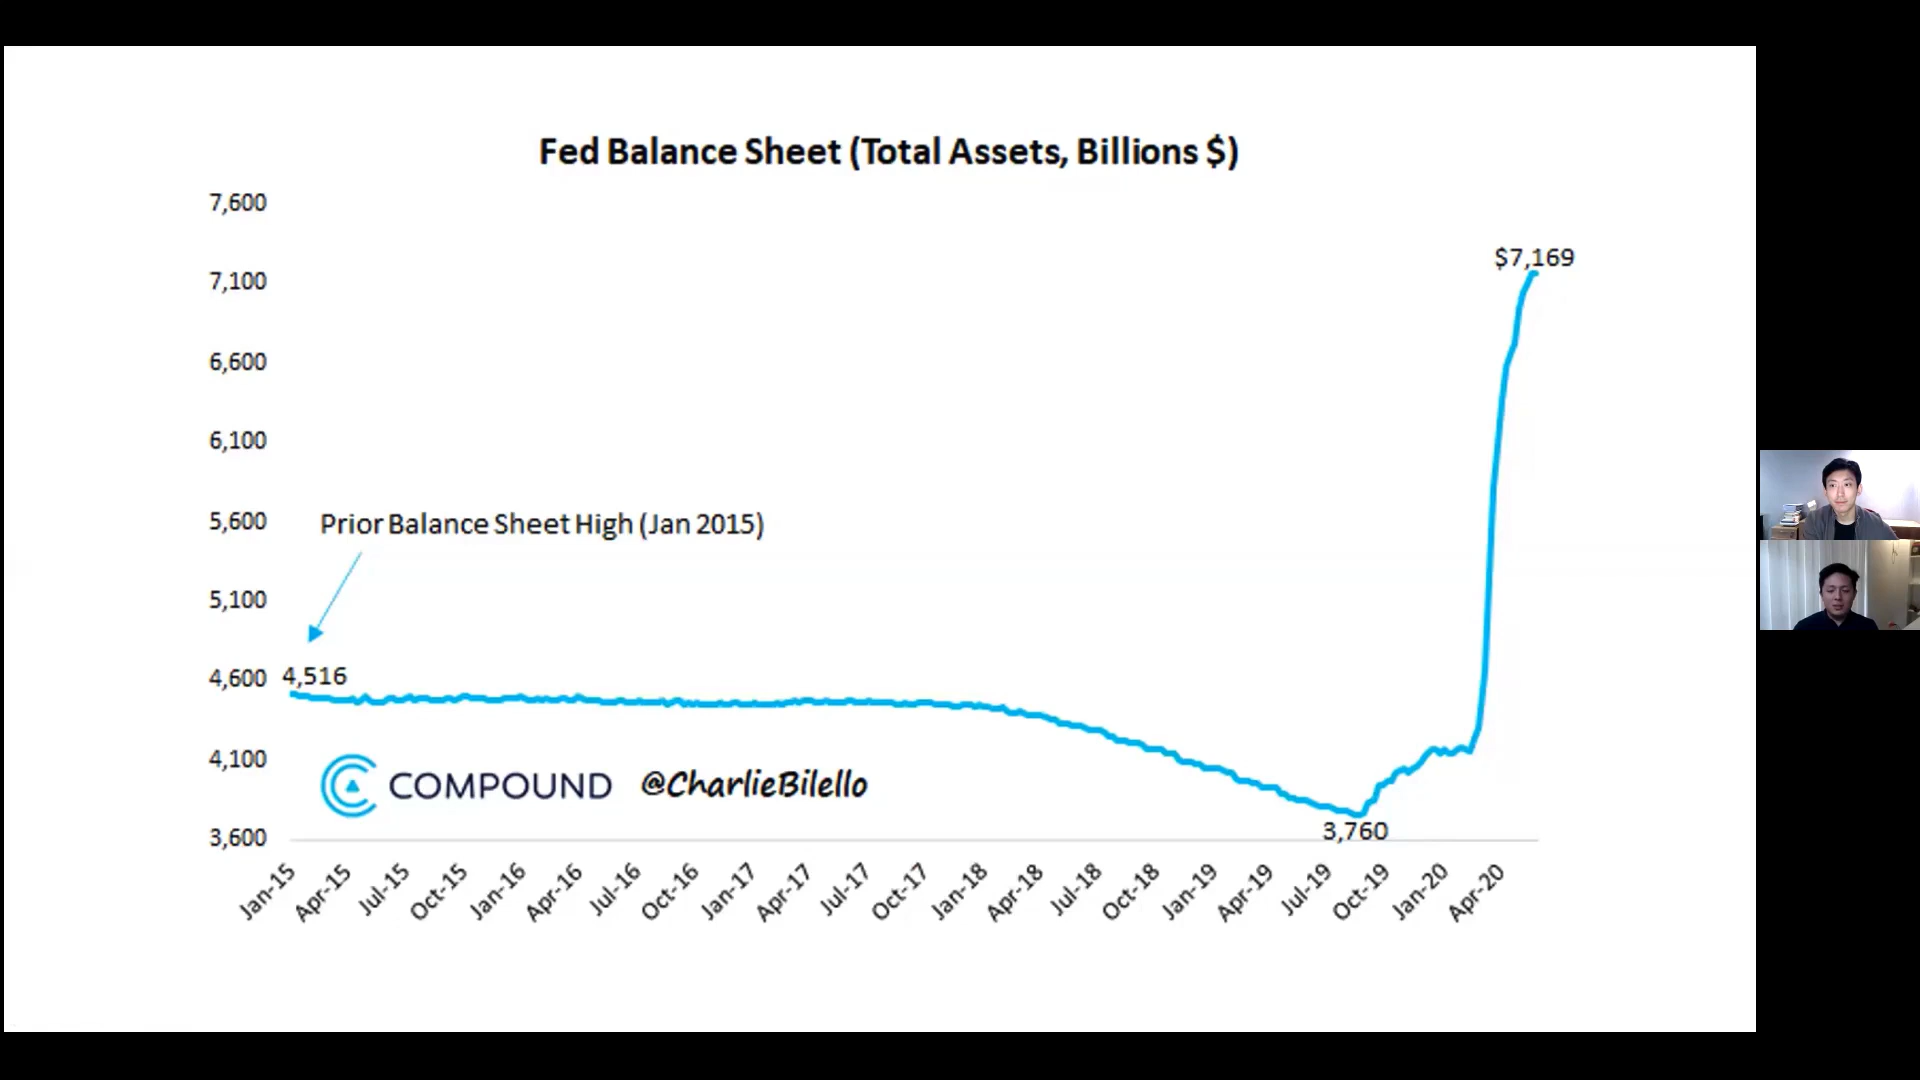 Fed Balance Sheet (Total Assets, Billions $)
7,600
7,100
6,600
6,100
5,600
5,100
4,600
4,100
3,600
$7,169
Prior Balance Sheet High (Jan 2015)
4,516
COMPOUND @CharlieBilello
3,760
Jan-15
Apr-15
Jul-15
Oct-15
Jan-16
Apr-16
Jul-16
Oct-16
Jan-17
Apr-17
Jul-17
Oct-17
Jan-18
Apr-18
Jul-18
Oct-18
Jan-19
Apr-19
Jul-19
Oct-19
Jan-20
Apr-20